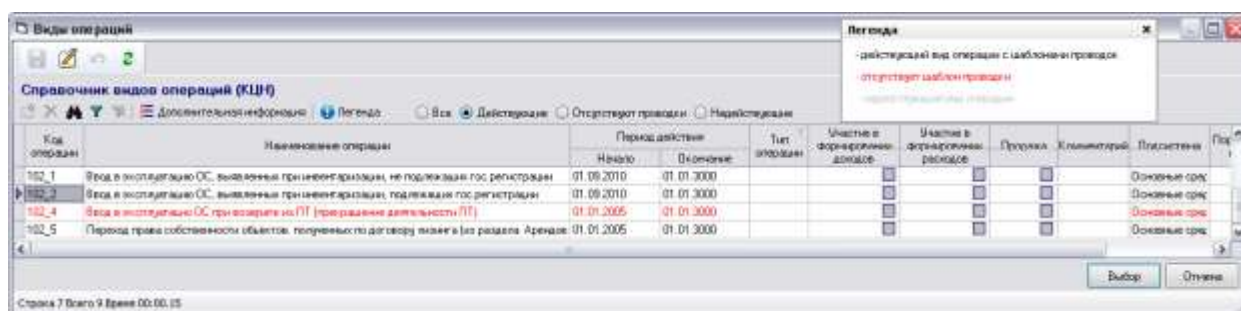 Виды операций
Легенда
- действующий вид операции с шаблонами проводок
- отсутствует шаблон проводки
Справочник видов операций (КЦН)
Дополнительная информация Легенда Все Действующие Отсутствуют проводки Недействующие
Код операции Наименование операции Период действия Начало Окончание Тип операции Участие в формировании доходов Участие в формировании расходов Проводка Комментарий Подсистема
102_1 Ввод в эксплуатацию ОС, выявленных при инвентаризации, не подлежащих гос. регистрации 01.09.2010 01.01.3000 Основные сред
Ввод в эксплуатацию ОС, выявленных при инвентаризации, подлежащих гос.регистрации 01.09.2010 01.01.3000 Основные сред
102_4 Ввод в эксплуатацию ОС при возврате из ПТ (прекращение деятельности ПТ) 01.01.2005 01.01.3000 Основные сред
102_5 Переход права собственности объектов, полученных по договору лизинга (из раздела Арендов 01.01.2005 01.01.3000 Основные сред
Выбор Отмена
Строка 7 Всего 9 Время 00:00.15